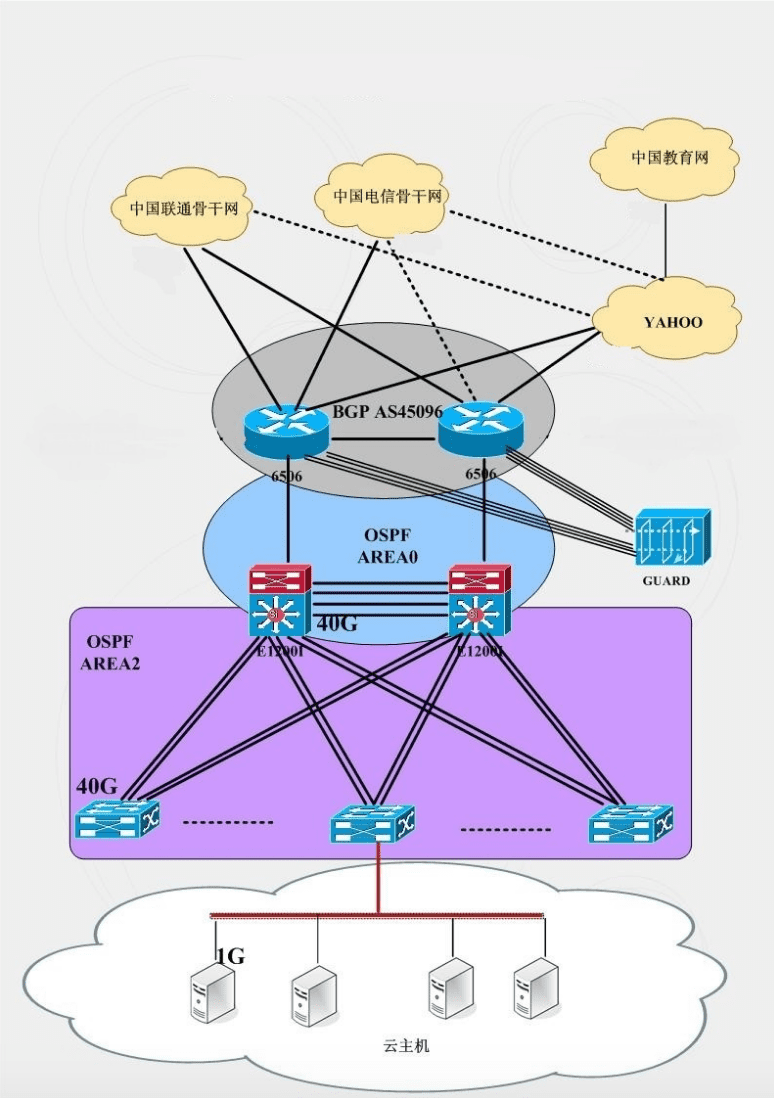 中国教育网
中国联通骨干网
中国电信骨干网
YAHOO
BGP AS45096
6506
6506
OSPF
AREA0
GUARD
40G
OSPF
AREA2
E1200I
E1200I
40G
1G
云主机